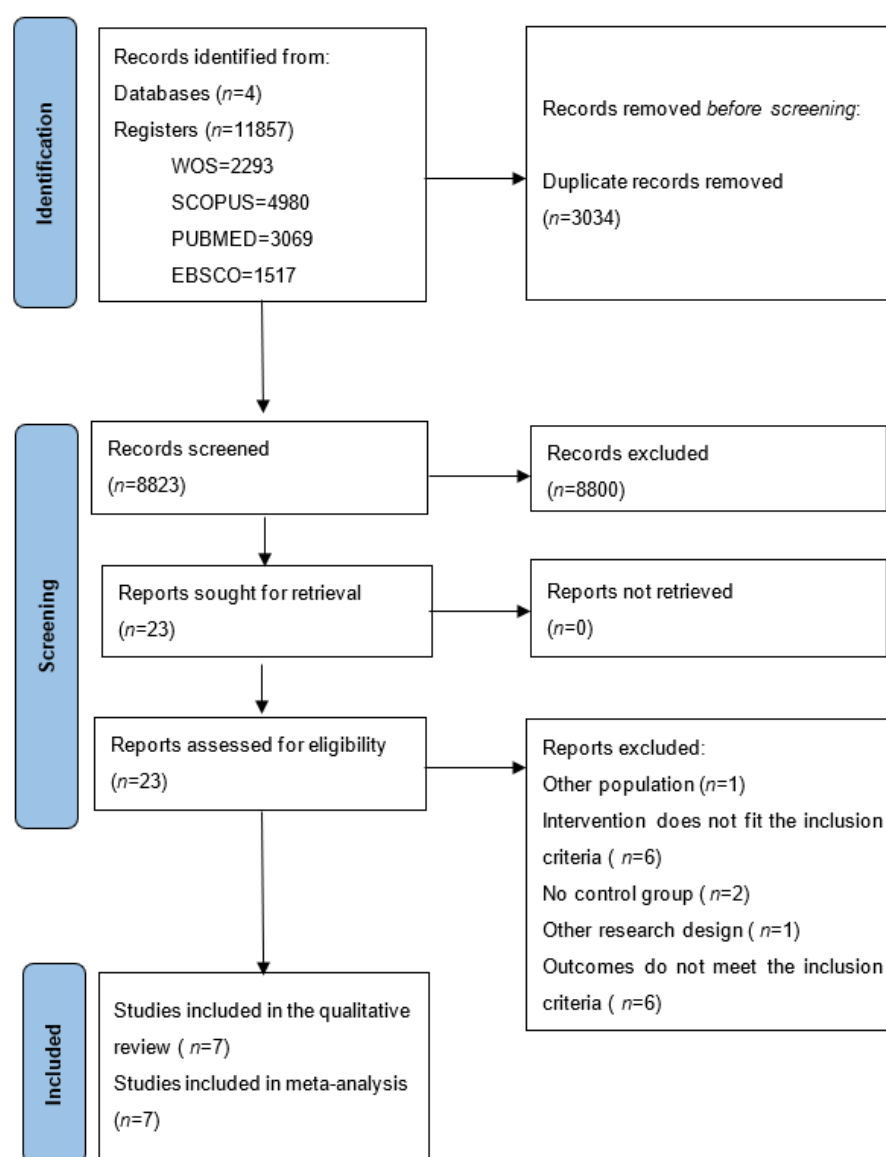 Identification
Records identified from:
Databases (n=4)
Registers (n=11857)
WOS=2293
SCOPUS=4980
PUBMED=3069
EBSCO=1517
Records removed before screening:
Duplicate records removed
(n=3034)
Screening
Records screened
(n=8823)
Records excluded
(n=8800)
Reports sought for retrieval
(n=23)
Reports not retrieved
(n=0)
Reports assessed for eligibility
(n=23)
Reports excluded:
Other population (n=1)
Intervention does not fit the inclusion
criteria ( n=6)
No control group ( n=2)
Other research design ( n=1)
Outcomes do not meet the inclusion
criteria ( n=6)
Included
Studies included in the qualitative
review ( n=7)
Studies included in meta-analysis
(n=7)